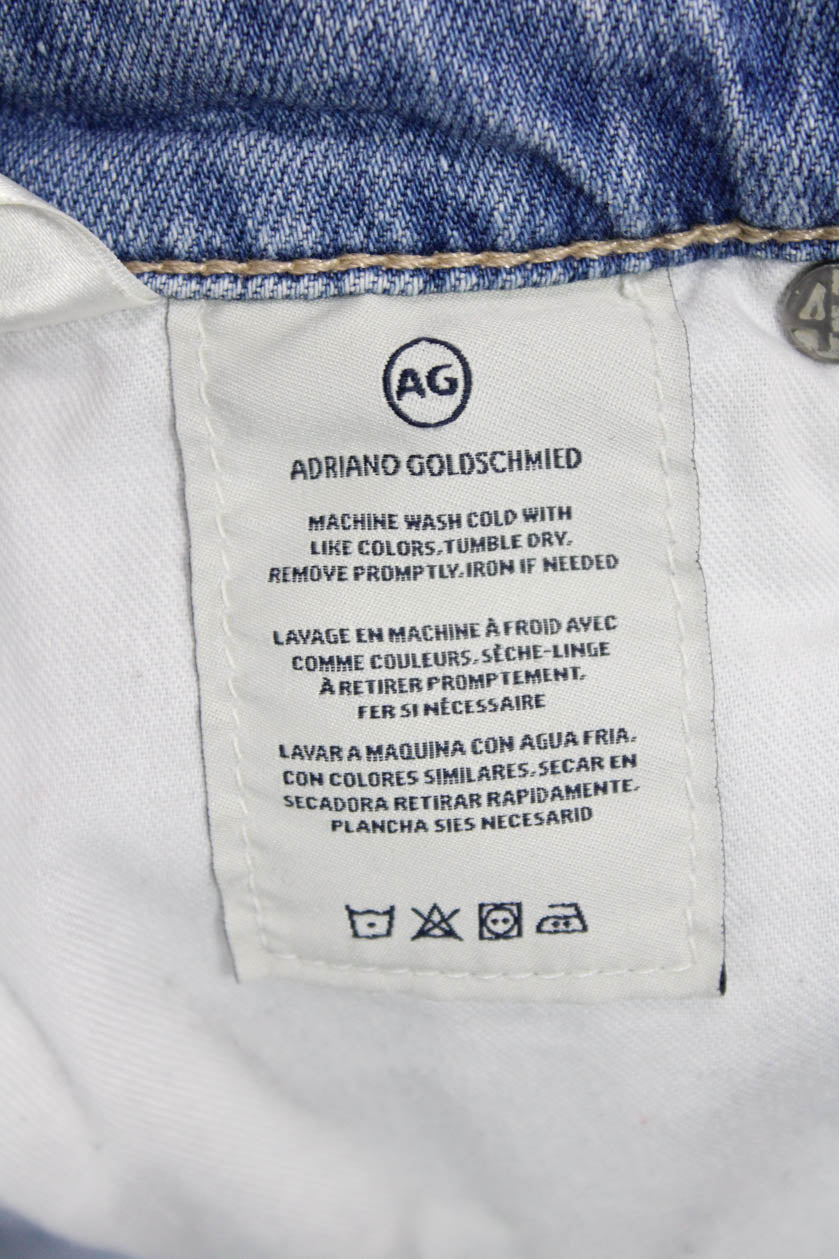 AG
ADRIANO GOLDSCHMIED
MACHINE WASH COLD WITH
LIKE COLORS.TUMBLE DRY.
REMOVE PROMPTLY.IRON IF NEEDED
LAVAGE EN MACHINE À FROID AVEC
COMME COULEURS.SÈCHE-LINGE
À RETIRER PROMPTEMENT.
FER SI NÉCESSAIRE
LAVAR A MAQUINA CON AGUA FRIA.
CON COLORES SIMILARES.SECAR EN
SECADORA RETIRAR RAPIDAMENTE.
PLANCHA SIES NECESARID